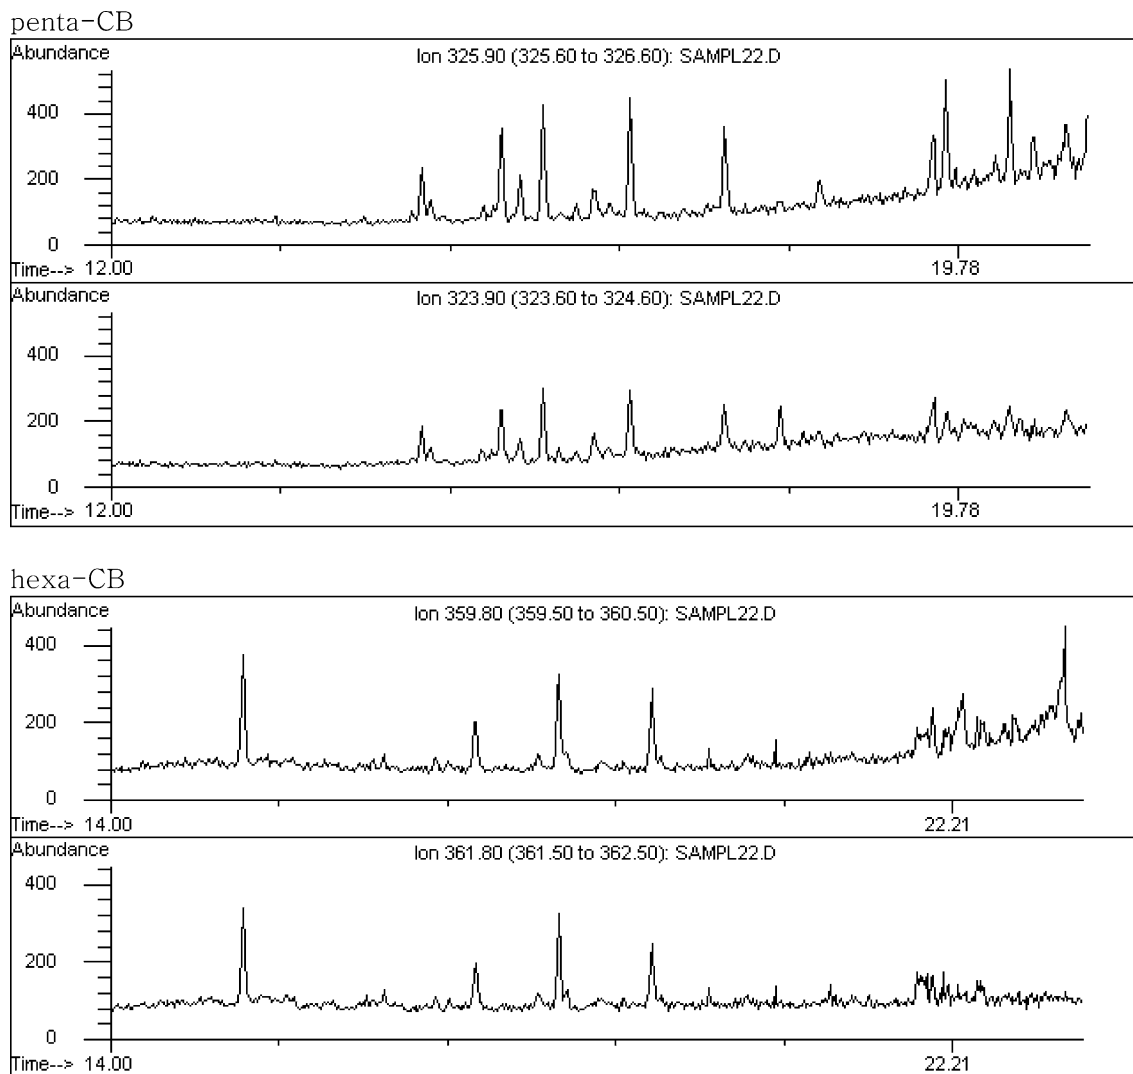 penta-CB
Abundance Ion 325.90 (325.60 to 326.60): SAMPL22.D
400
200
0
Time--> 12.00 19.78
Abundance Ion 323.90 (323.60 to 324.60): SAMPL22.D
400
200
0
Time--> 12.00 19.78
hexa-CB
Abundance Ion 359.80 (359.50 to 360.50): SAMPL22.D
400
200
0
Time--> 14.00 22.21
Abundance Ion 361.80 (361.50 to 362.50): SAMPL22.D
400
200
0
Time--> 14.00 22.21